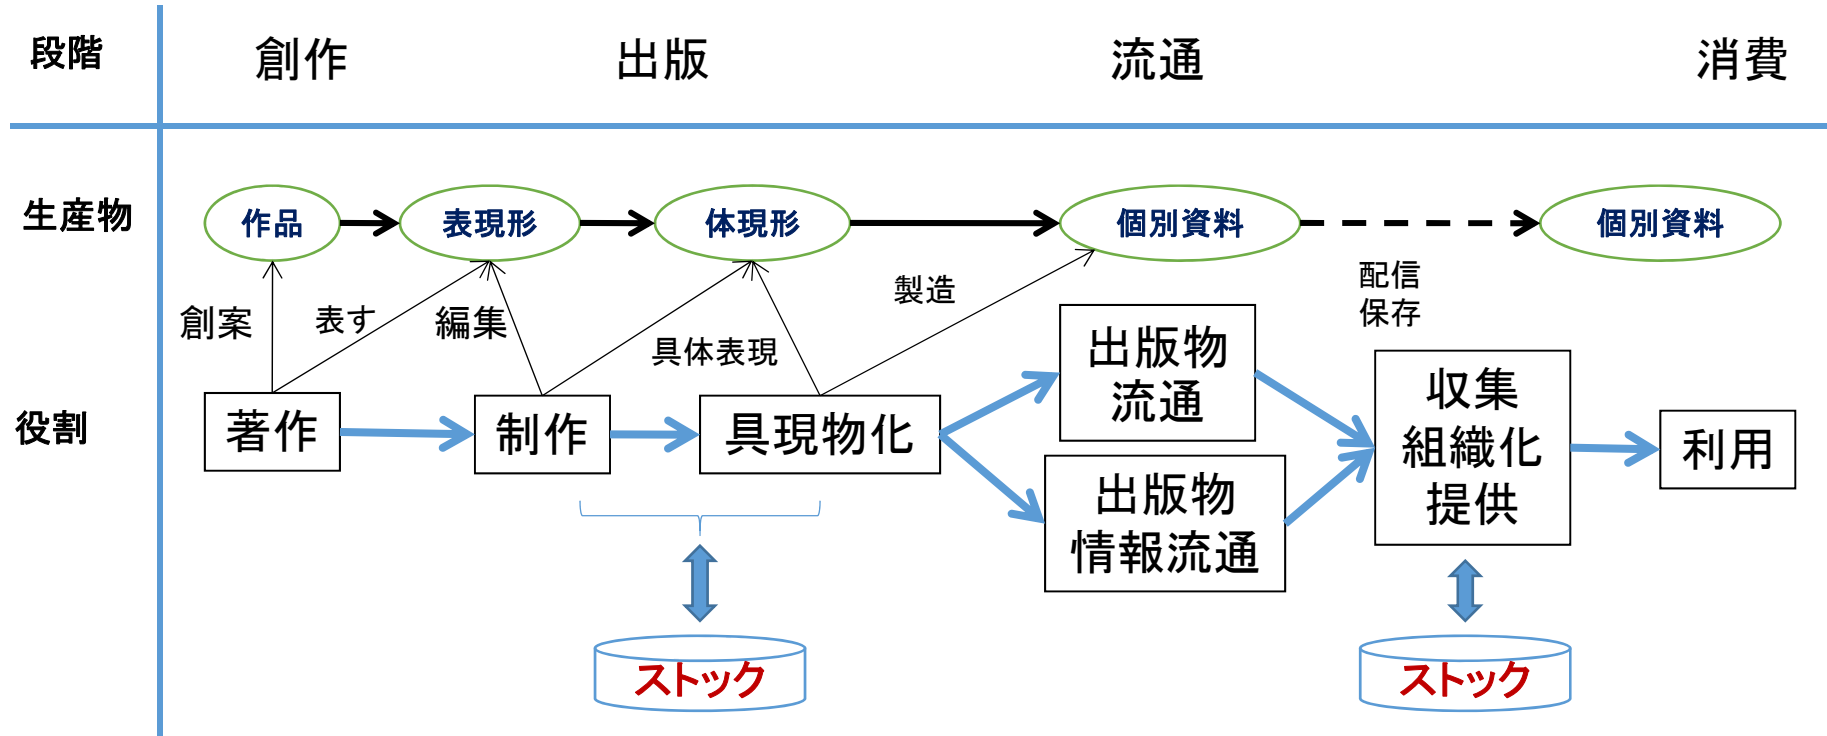 段階
創作
出版
流通
消費
生産物
作品
表現形
体現形
個別資料
個別資料
創案
表す
編集
具体表現
製造
配信
保存
役割
著作
制作
具現物化
出版物
流通
出版物
情報流通
収集
組織化
提供
利用
ストック
ストック